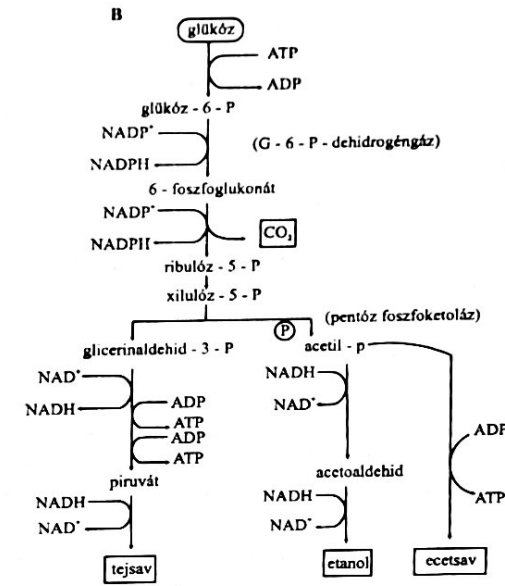 B
glükóz
ATP
ADP
glükóz - 6 - P
NADP⁺
NADPH
(G - 6 - P - dehidrogéngáz)
6 - foszfoglukonát
NADP⁺
NADPH
CO₂
ribulóz - 5 - P
xilulóz - 5 - P
P
(pentóz foszfoketoláz)
glicerinaldehid - 3 - P
acetil - p
NAD⁺
NADH
ADP
ATP
ADP
ATP
NADH
NAD⁺
ADP
ATP
piruvát
acetoaldehid
NADH
NAD⁺
NADH
NAD⁺
tejsav
etanol
ecetsav